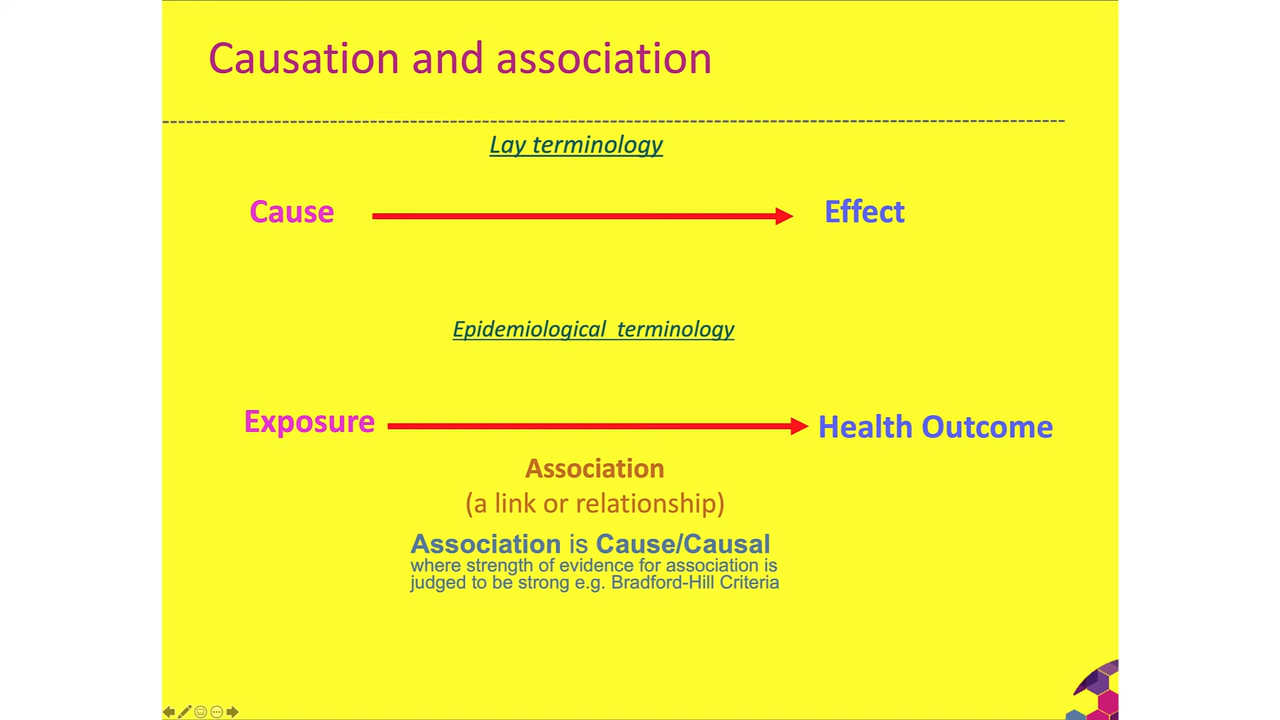 Causation and association
Lay terminology
Cause
Effect
Epidemiological terminology
Exposure
Health Outcome
Association
(a link or relationship)
Association is Cause/Causal
where strength of evidence for association is
judged to be strong e.g. Bradford-Hill Criteria